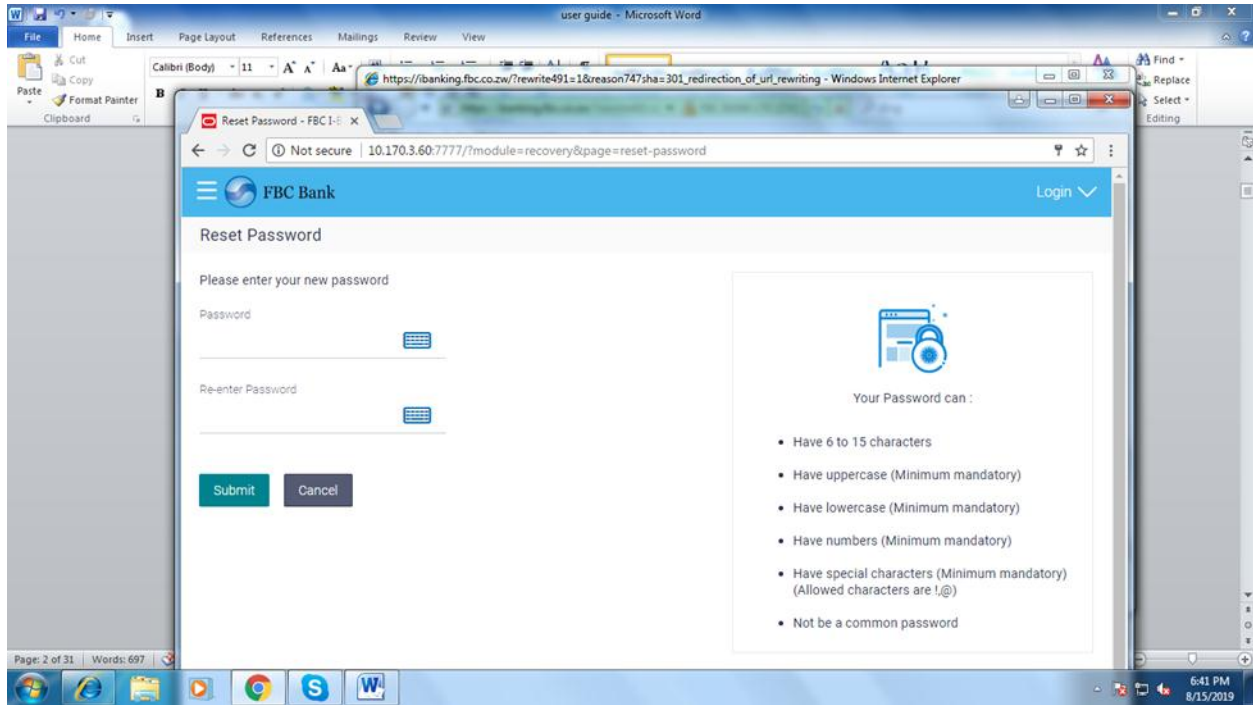 user guide - Microsoft Word
File Home Insert Page Layout References Mailings Review View
Cut
Copy
Format Painter
Paste
Clipboard
Calibri (Body) 11 A A Aa
B
Find
Replace
Select
Editing
https://ibanking.fbc.co.zw/?rewrite491=1&reason747sha=301_redirection_of_url_rewriting - Windows Internet Explorer
Reset Password - FBC I-
Not secure 10.170.3.60:7777/?module=recovery&page=reset-password
FBC Bank
Login
Reset Password
Please enter your new password
Password
Re-enter Password
Submit Cancel
Your Password can :
• Have 6 to 15 characters
• Have uppercase (Minimum mandatory)
• Have lowercase (Minimum mandatory)
• Have numbers (Minimum mandatory)
• Have special characters (Minimum mandatory)
(Allowed characters are !,@)
• Not be a common password
Page: 2 of 31 Words: 697
6:41 PM
8/15/2019